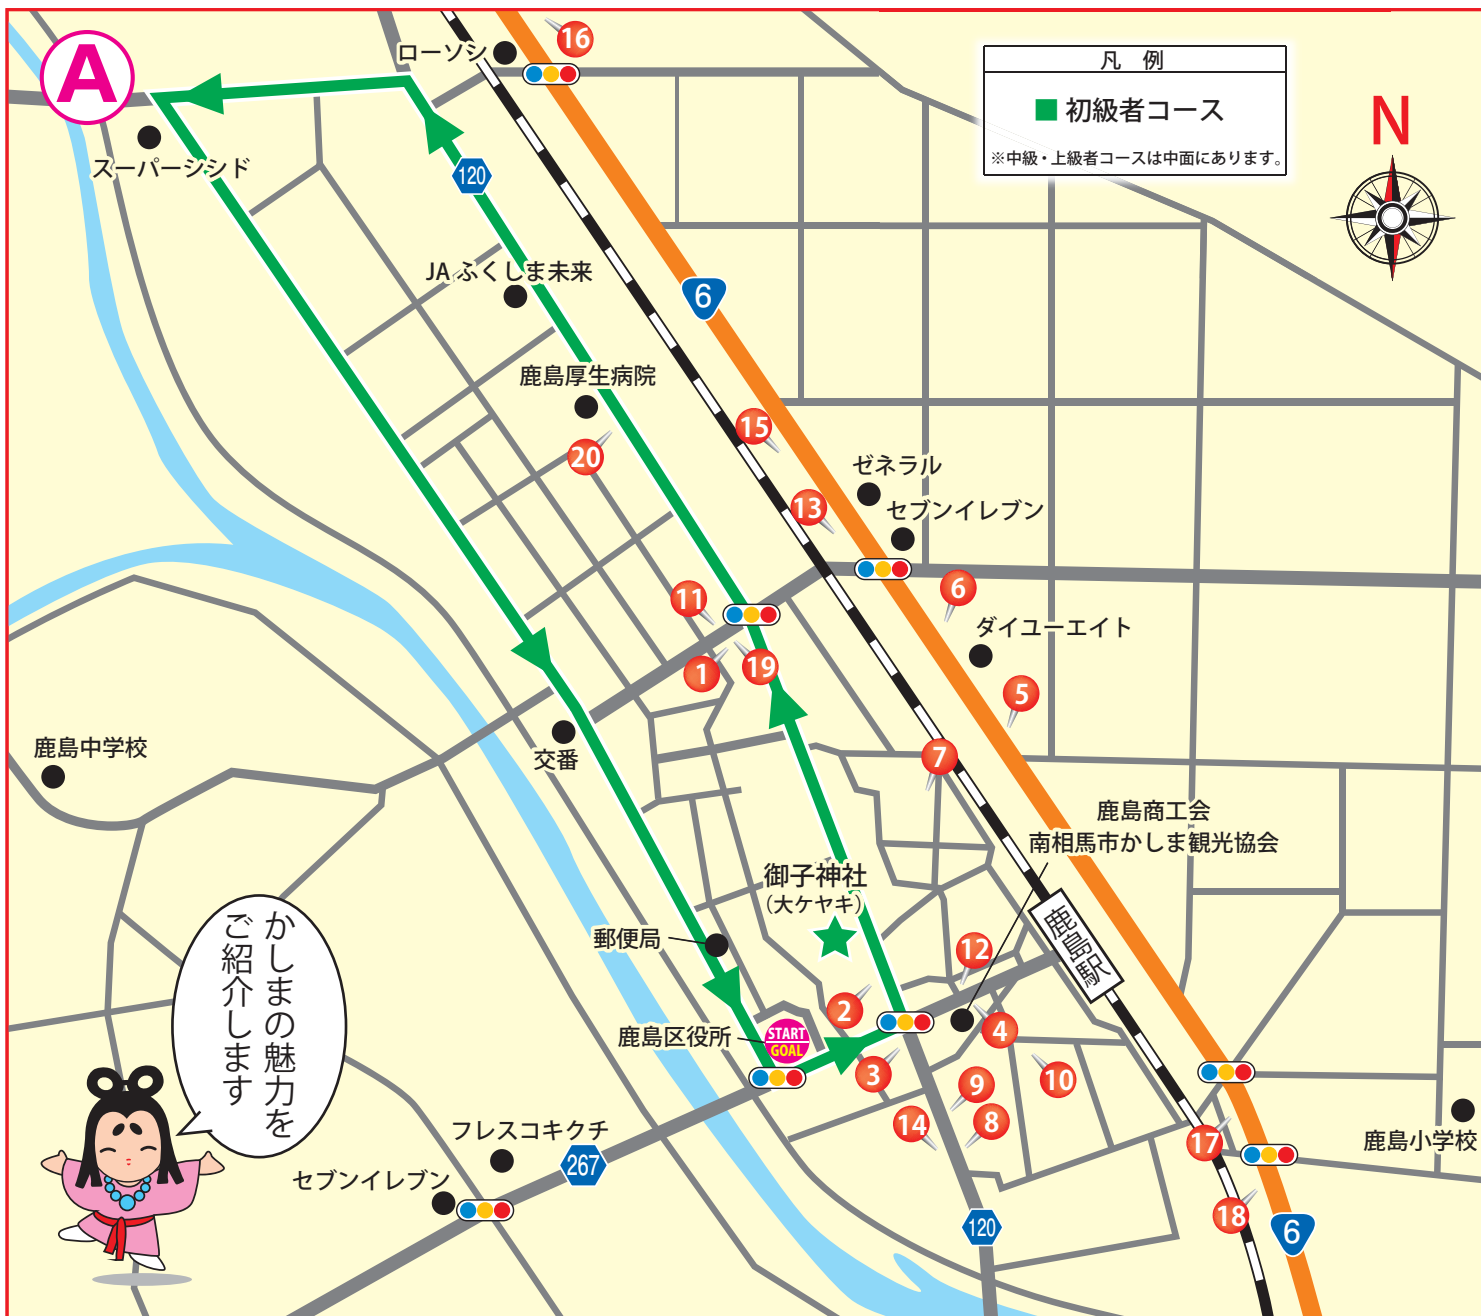 A
ローソン
16
凡 例
初級者コース
※中級・上級者コースは中面にあります。
N
スーパーシシド
120
JAふくしま未来
6
鹿島厚生病院
15
20
ゼネラル
13
セブンイレブン
11
6
ダイユーエイト
1
19
5
鹿島中学校
交番
7
鹿島商工会
南相馬市かしま観光協会
御子神社
(大ケヤキ)
鹿島駅
郵便局
12
2
4
鹿島区役所
START
GOAL
3
9
10
14
8
かしまの魅力を
ご紹介します
フレスコキクチ
267
セブンイレブン
17
鹿島小学校
18
120
6